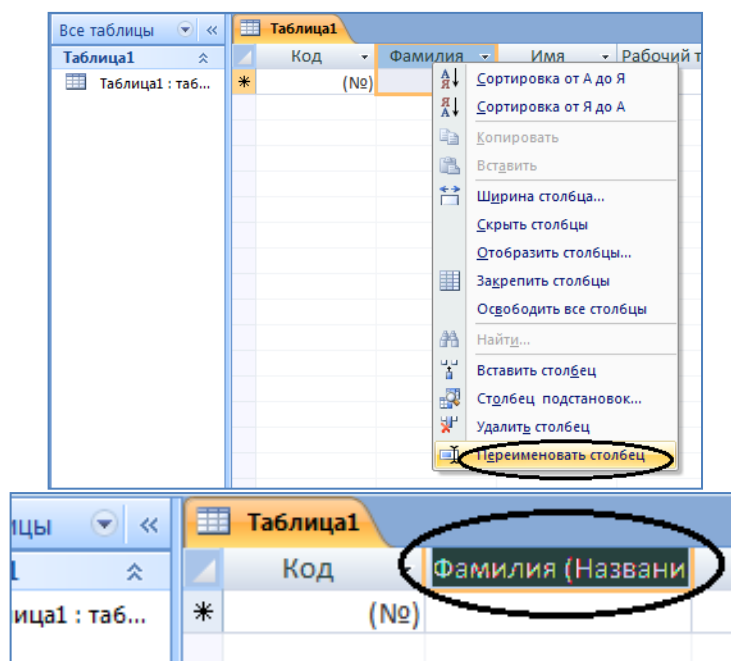 Все таблицы «
Таблица1
Таблица1
Таблица1 : таб...
Код Фамилия Имя Рабочий т
(№)
Сортировка от А до Я
Сортировка от Я до А
Копировать
Вставить
Ширина столбца...
Скрыть столбцы
Отобразить столбцы...
Закрепить столбцы
Освободить все столбцы
Найти...
Вставить столбец
Столбец подстановок...
Удалить столбец
Переименовать столбец
ицы «
Таблица1
1
Код Фамилия (Названи
ица1 : таб...
(№)